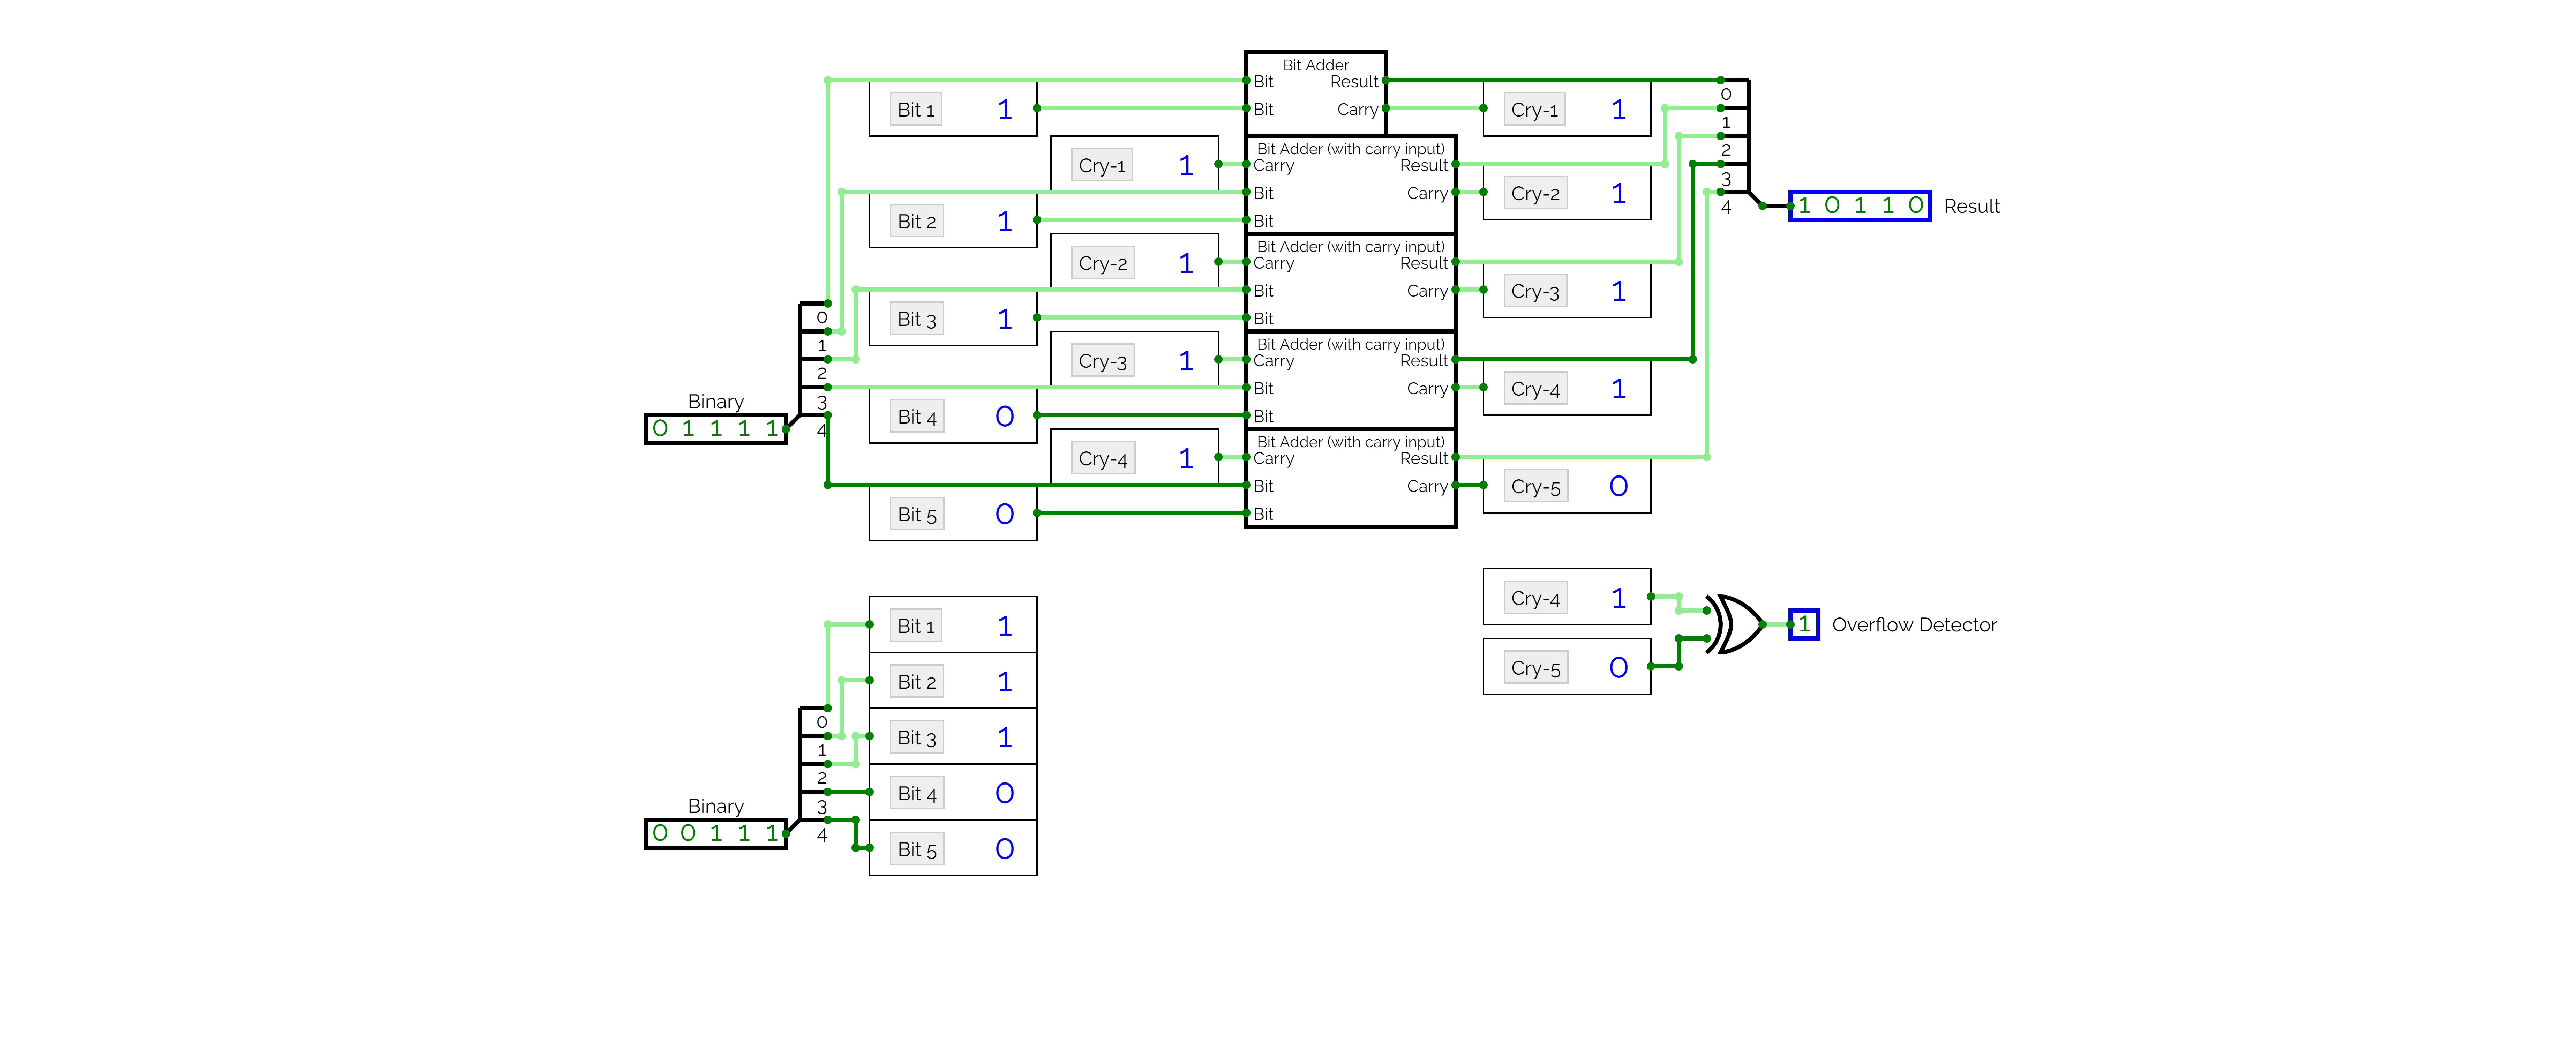 Bit Adder
Bit Result
Bit 1 1
Bit Carry
Cry-1 1
0
1
Bit Adder (with carry input)
Cry-1 1
Carry Result
2
Bit Carry
Cry-2 1
3
Bit 2 1
Bit
4
1 0 1 1 0 Result
Bit Adder (with carry input)
Cry-2 1
Carry Result
Bit Carry
Cry-3 1
Bit 3 1
Bit
0
1
2
3
4
Bit Adder (with carry input)
Cry-3 1
Carry Result
Bit Carry
Cry-4 1
Binary
0 1 1 1 1
Bit 4 0
Bit
Bit Adder (with carry input)
Cry-4 1
Carry Result
Bit Carry
Cry-5 0
Bit 5 0
Bit
Cry-4 1
Cry-5 0
1 Overflow Detector
Bit 1 1
Bit 2 1
Bit 3 1
Bit 4 0
Bit 5 0
0
1
2
3
4
Binary
0 0 1 1 1